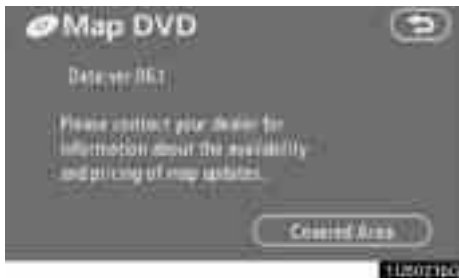 Map DVD
Data ver 06.1
Please contact your dealer for
information about the availability
and pricing of map updates.
Covered Area